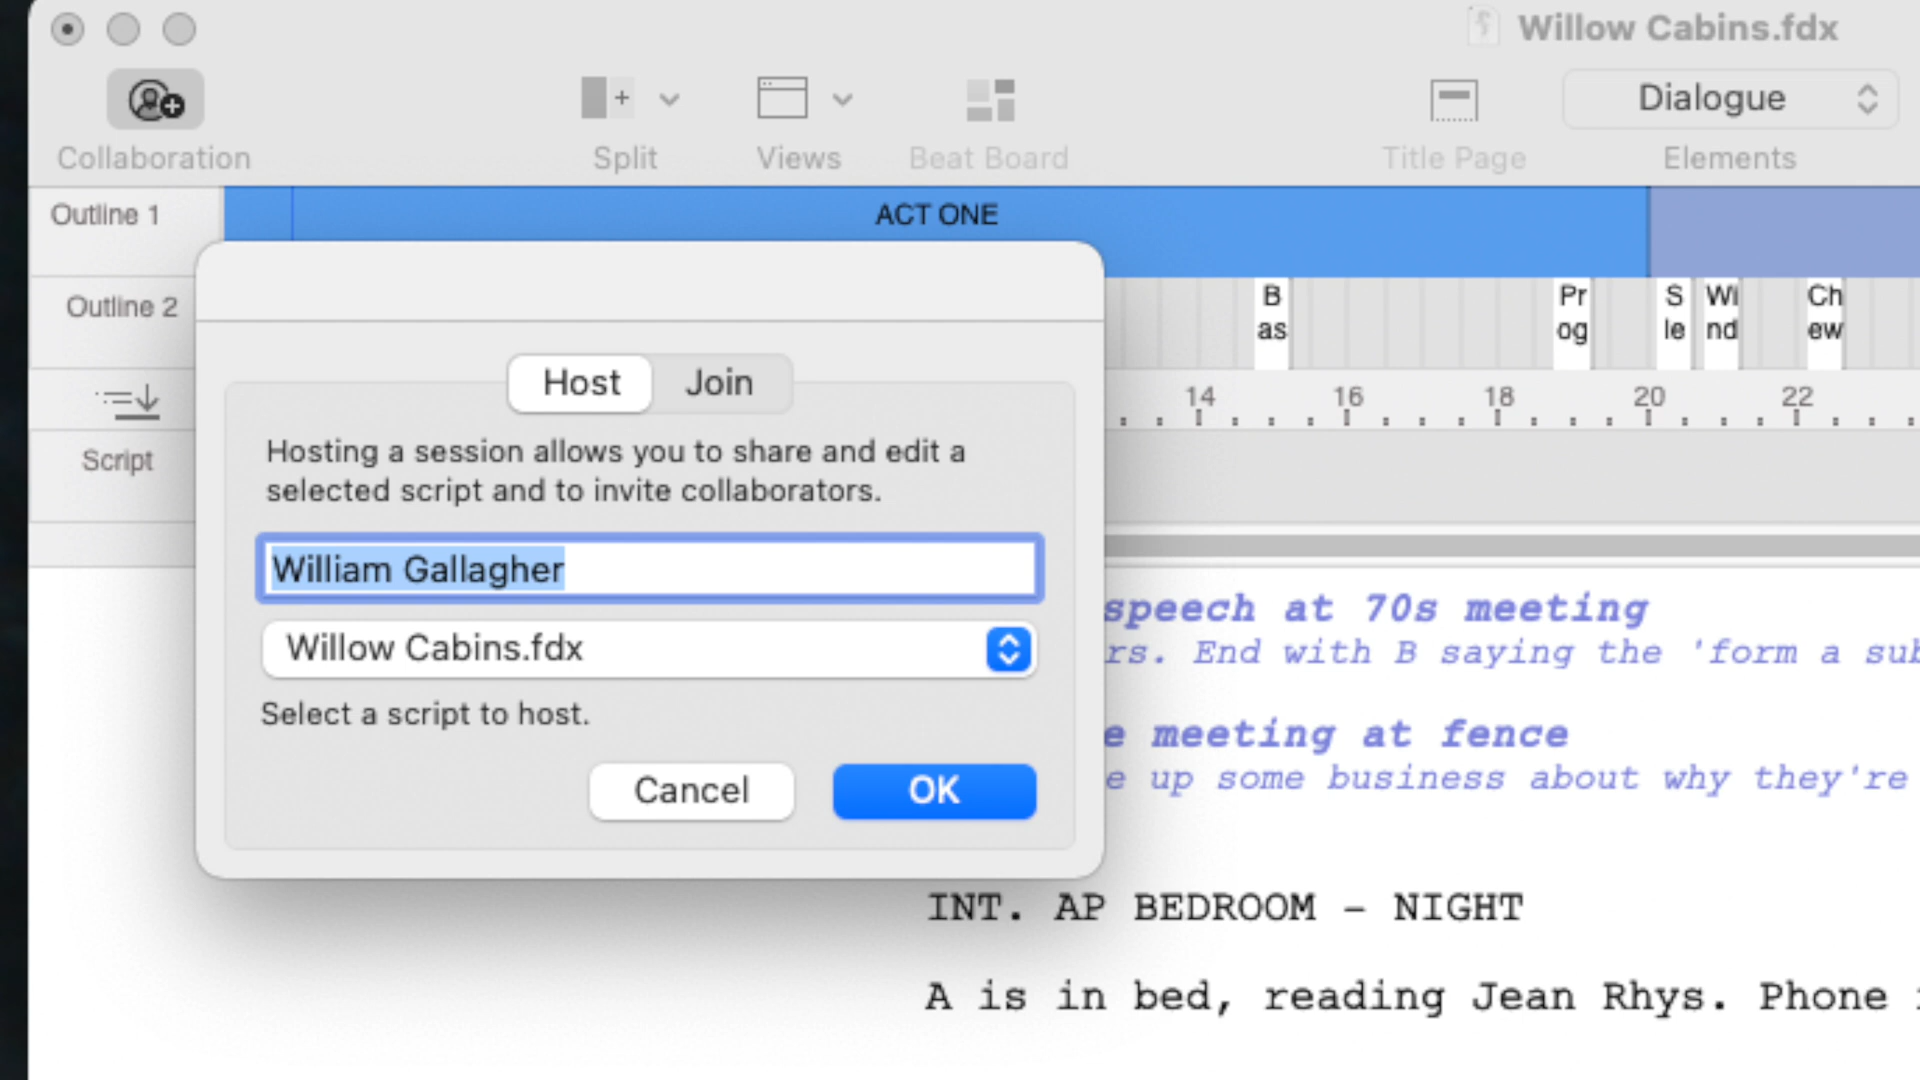 Willow Cabins.fdx
Dialogue
Collaboration
Split
Views
Beat Board
Title Page
Elements
Outline 1
ACT ONE
Outline 2
B
as
Pr
og
S
le
Wi
nd
Ch
ew
14 16 18 20 22
Script
Host Join
Hosting a session allows you to share and edit a
selected script and to invite collaborators.
William Gallagher
Willow Cabins.fdx
Select a script to host.
Cancel OK
speech at 70s meeting
rs. End with B saying the 'form a sub
e meeting at fence
e up some business about why they're
INT. AP BEDROOM - NIGHT
A is in bed, reading Jean Rhys. Phone